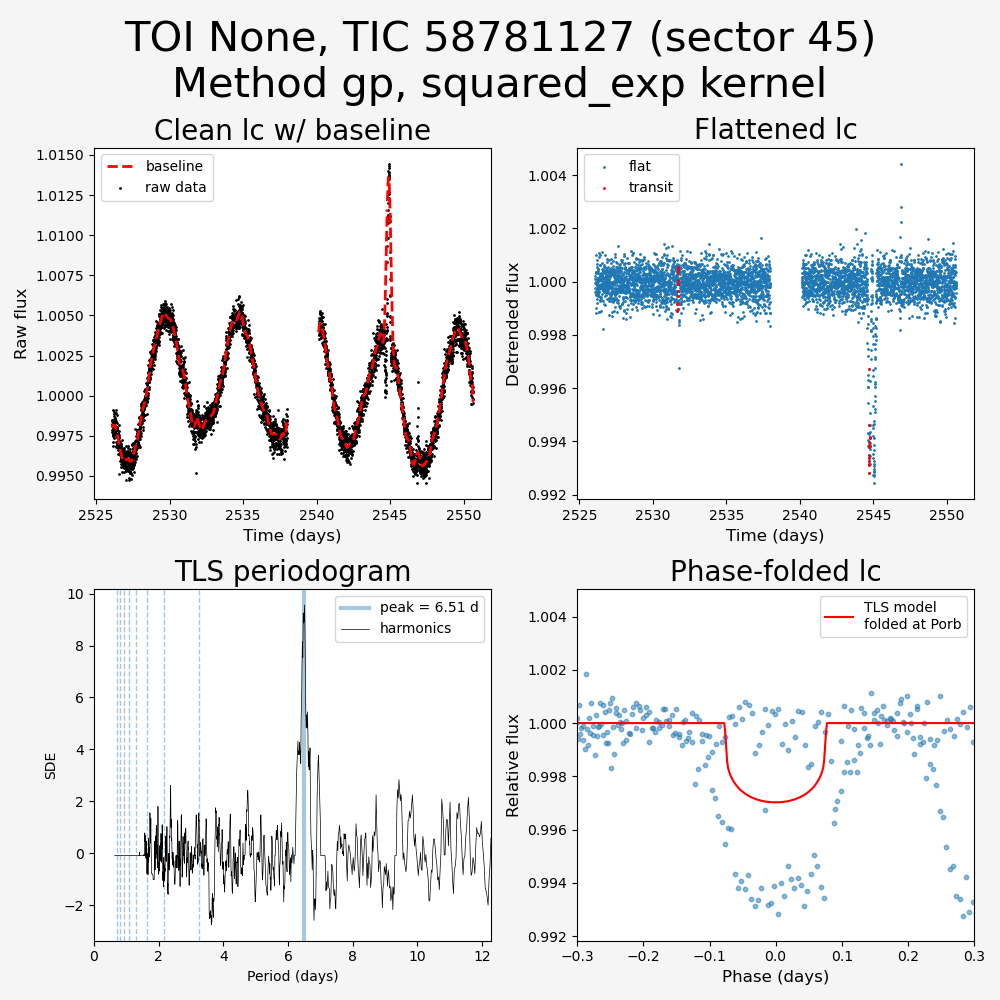 TOI None, TIC 58781127 (sector 45)
Method gp, squared_exp kernel
Clean lc w/ baseline
baseline
raw data
1.0150
1.0125
1.0100
1.0075
1.0050
1.0025
1.0000
0.9975
0.9950
Raw flux
2525 2530 2535 2540 2545 2550
Time (days)
Flattened lc
flat
transit
1.004
1.002
1.000
0.998
0.996
0.994
0.992
Detrended flux
2525 2530 2535 2540 2545 2550
Time (days)
TLS periodogram
peak = 6.51 d
harmonics
10
8
6
4
2
0
−2
SDE
0 2 4 6 8 10 12
Period (days)
Phase-folded lc
TLS model
folded at Porb
1.004
1.002
1.000
0.998
0.996
0.994
0.992
Relative flux
−0.3 −0.2 −0.1 0.0 0.1 0.2 0.3
Phase (days)